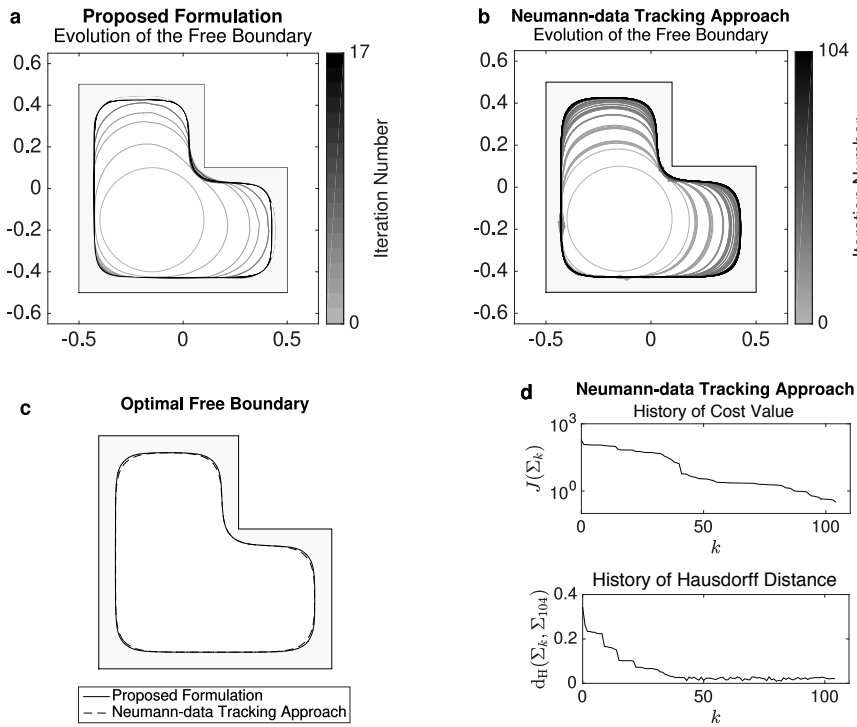 a
Proposed Formulation
Evolution of the Free Boundary
0.6
0.4
0.2
0
-0.2
-0.4
-0.6
-0.5
0
0.5
17
0
Iteration Number
b
Neumann-data Tracking Approach
Evolution of the Free Boundary
0.6
0.4
0.2
0
-0.2
-0.4
-0.6
-0.5
0
0.5
104
0
c
Optimal Free Boundary
Proposed Formulation
Neumann-data Tracking Approach
d
Neumann-data Tracking Approach
History of Cost Value
J(Σ_k)
10^3
10^0
0
50
100
k
History of Hausdorff Distance
d_H(Σ_k, Σ_104)
0.4
0.2
0
0
50
100
k